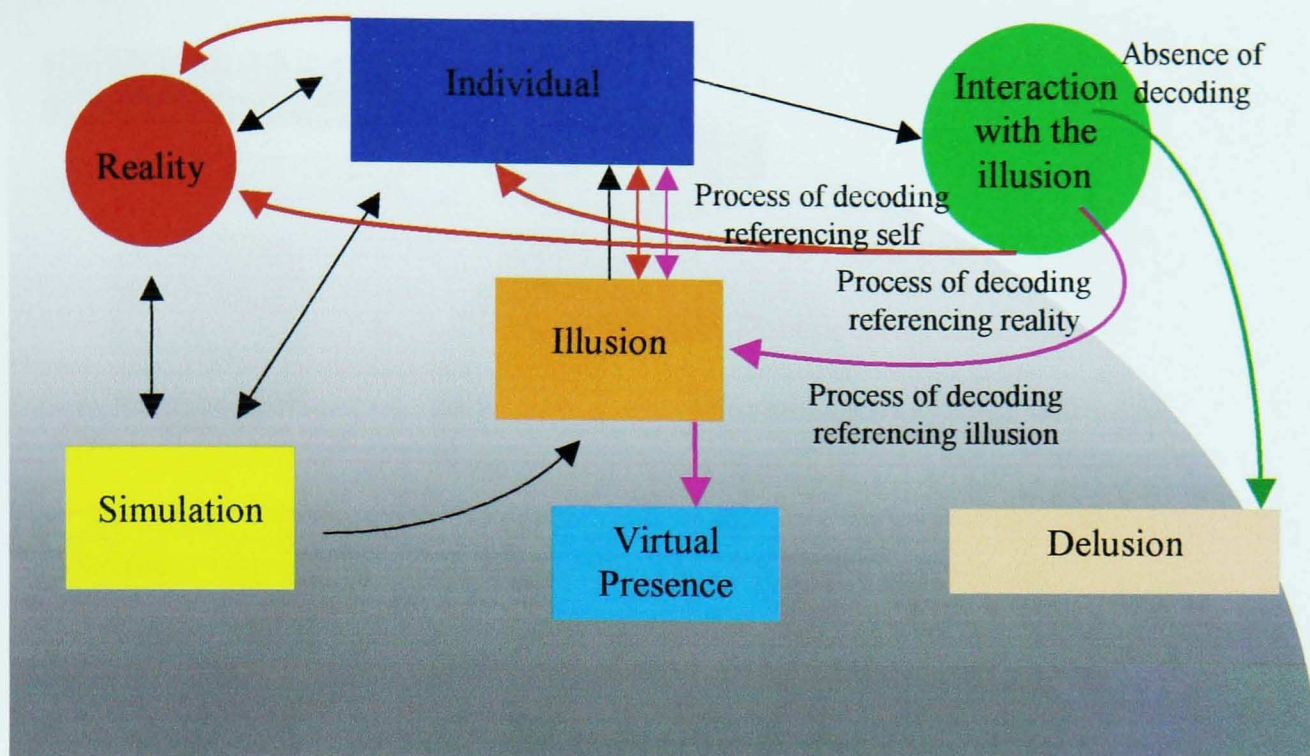 Individual
Reality
Interaction
with the
illusion
Absence of
decoding
Process of decoding
referencing self
Process of decoding
referencing reality
Illusion
Process of decoding
referencing illusion
Simulation
Virtual
Presence
Delusion